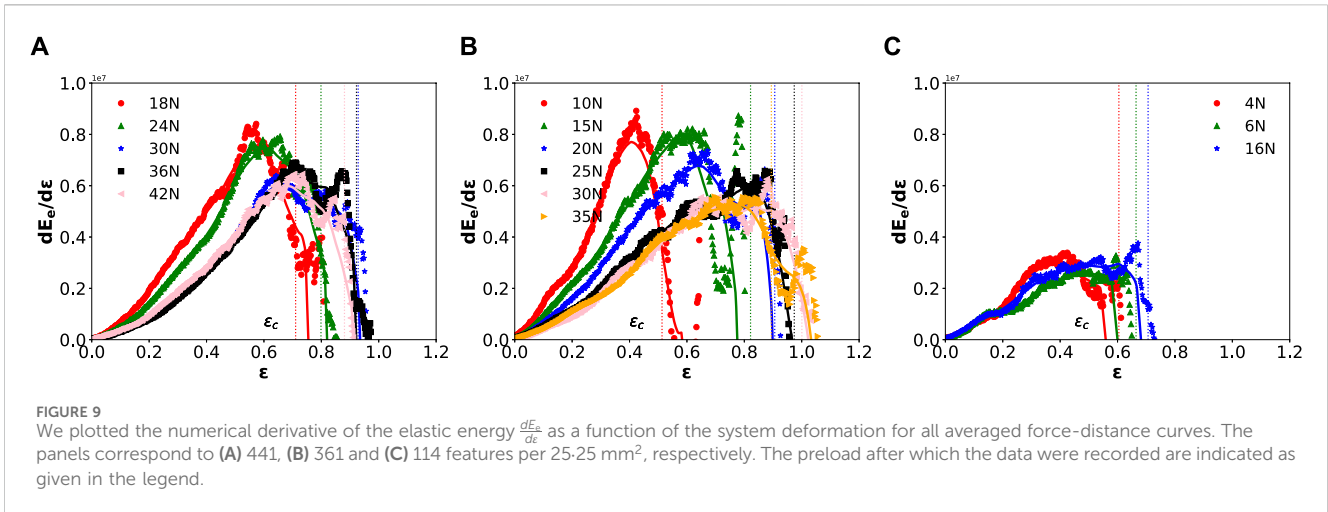 A
B
C
1e7
1e7
1e7
1.0
0.8
0.6
0.4
0.2
0.0
dEₑ/dε
18N
24N
30N
36N
42N
ε꜀
0.0 0.2 0.4 0.6 0.8 1.0 1.2
ε
1.0
0.8
0.6
0.4
0.2
0.0
dEₑ/dε
10N
15N
20N
25N
30N
35N
ε꜀
0.0 0.2 0.4 0.6 0.8 1.0 1.2
ε
1.0
0.8
0.6
0.4
0.2
0.0
dEₑ/dε
4N
6N
16N
ε꜀
0.0 0.2 0.4 0.6 0.8 1.0 1.2
ε
FIGURE 9
We plotted the numerical derivative of the elastic energy dEₑ/dε as a function of the system deformation for all averaged force-distance curves. The
panels correspond to (A) 441, (B) 361 and (C) 114 features per 25·25 mm², respectively. The preload after which the data were recorded are indicated as
given in the legend.